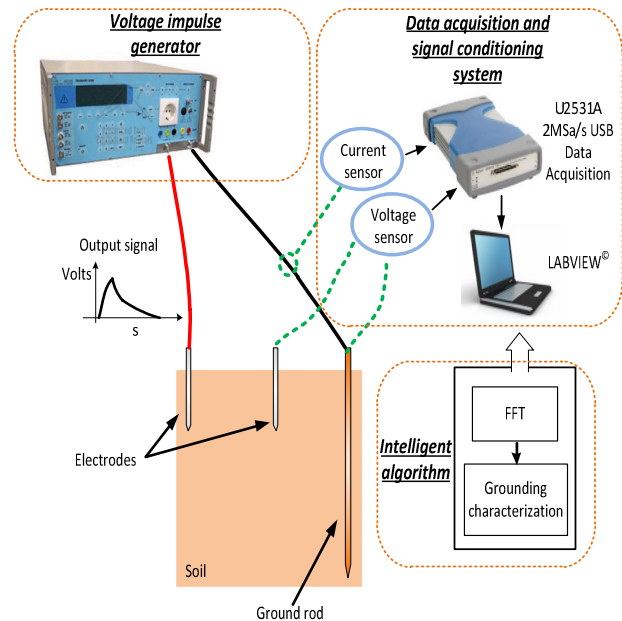 Voltage impulse
generator
Data acquisition and
signal conditioning
system
U2531A
2MSa/s USB
Data
Acquisition
Current
sensor
Voltage
sensor
LABVIEW©
Output signal
Volts
s
Electrodes
Soil
Ground rod
Intelligent
algorithm
FFT
Grounding
characterization